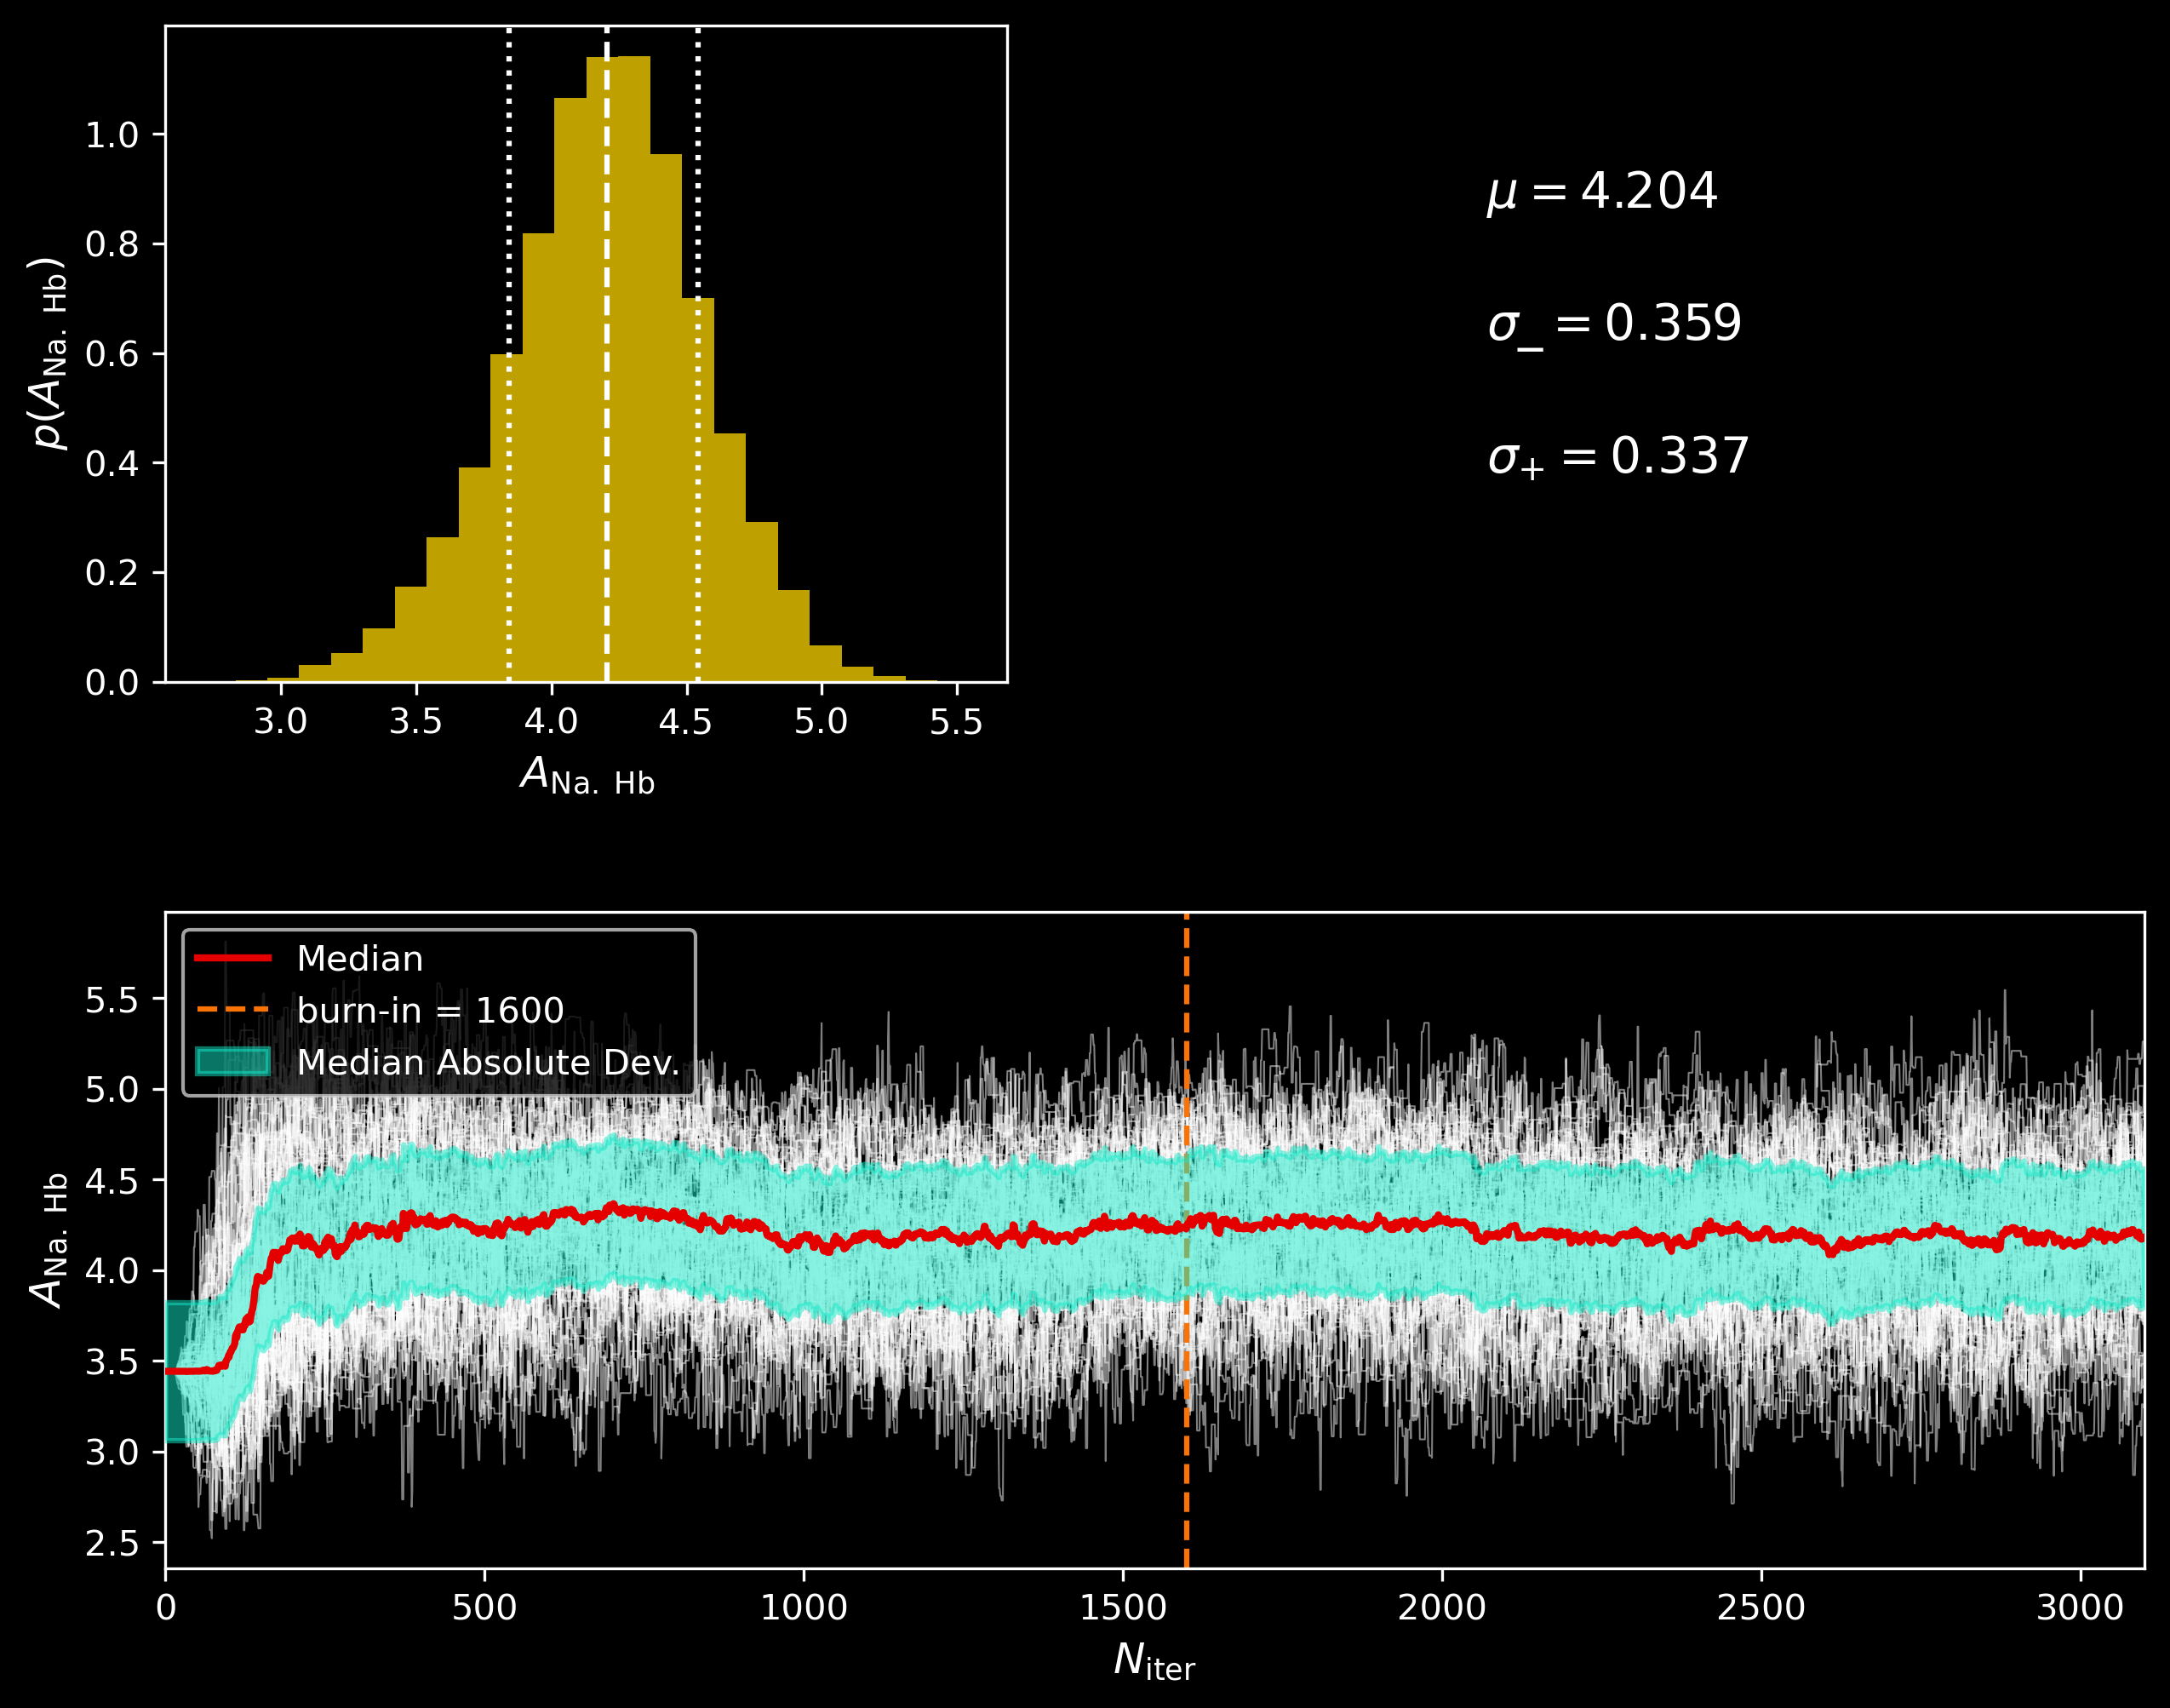 1.0
0.8
0.6
0.4
0.2
0.0
p(A_Na. Hb)
3.0 3.5 4.0 4.5 5.0 5.5
A_Na. Hb
μ = 4.204
σ_− = 0.359
σ_+ = 0.337
Median
burn-in = 1600
Median Absolute Dev.
5.5
5.0
4.5
4.0
3.5
3.0
2.5
A_Na. Hb
0 500 1000 1500 2000 2500 3000
N_iter